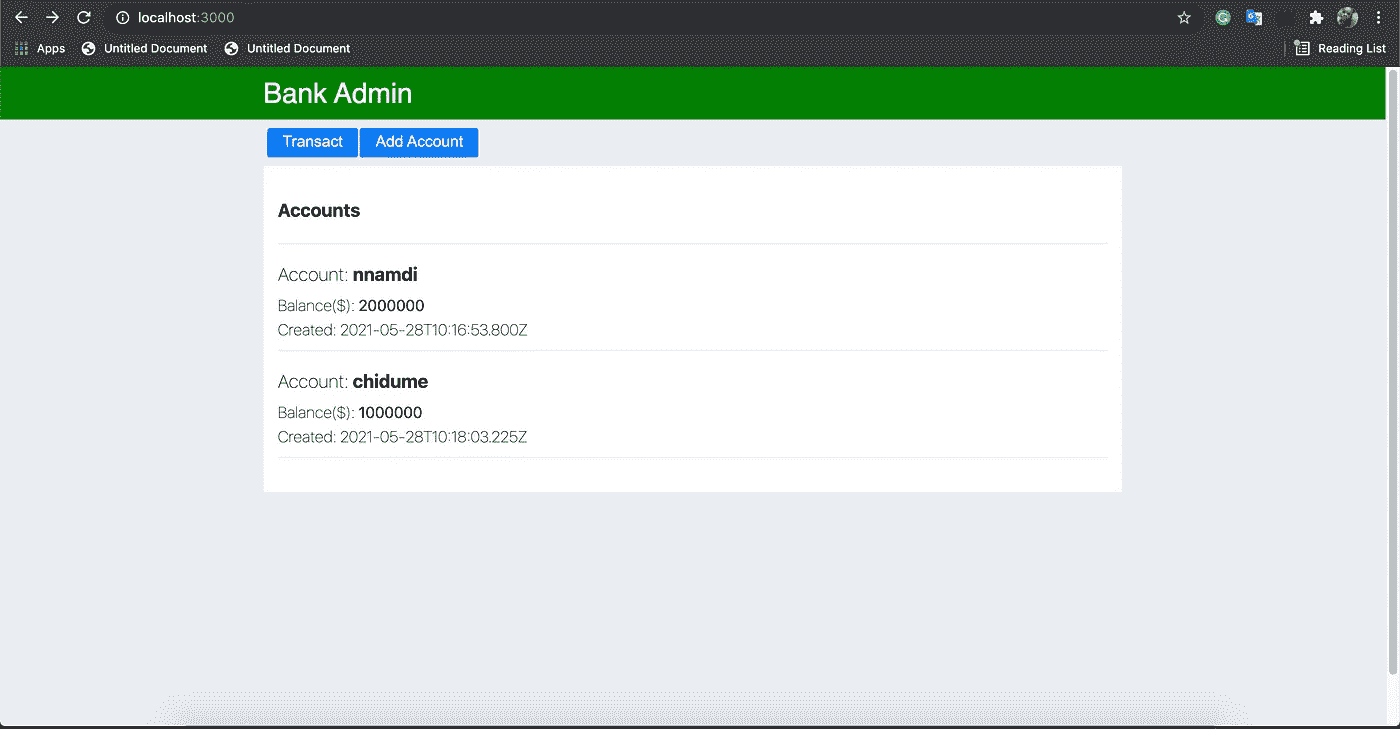 localhost:3000
Apps Untitled Document Untitled Document Reading List
Bank Admin
Transact Add Account
Accounts
Account: nnamdi
Balance($): 2000000
Created: 2021-05-28T10:16:53.800Z
Account: chidume
Balance($): 1000000
Created: 2021-05-28T10:18:03.225Z